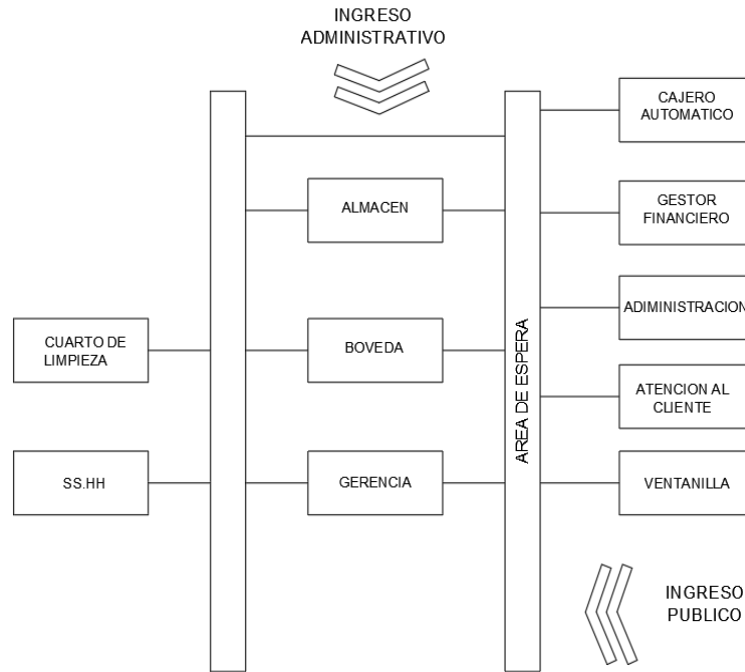 INGRESO
ADMINISTRATIVO
CAJERO
AUTOMATICO
ALMACEN
GESTOR
FINANCIERO
ADIMINISTRACION
CUARTO DE
LIMPIEZA
BOVEDA
AREA DE ESPERA
ATENCION AL
CLIENTE
SS.HH
GERENCIA
VENTANILLA
INGRESO
PUBLICO